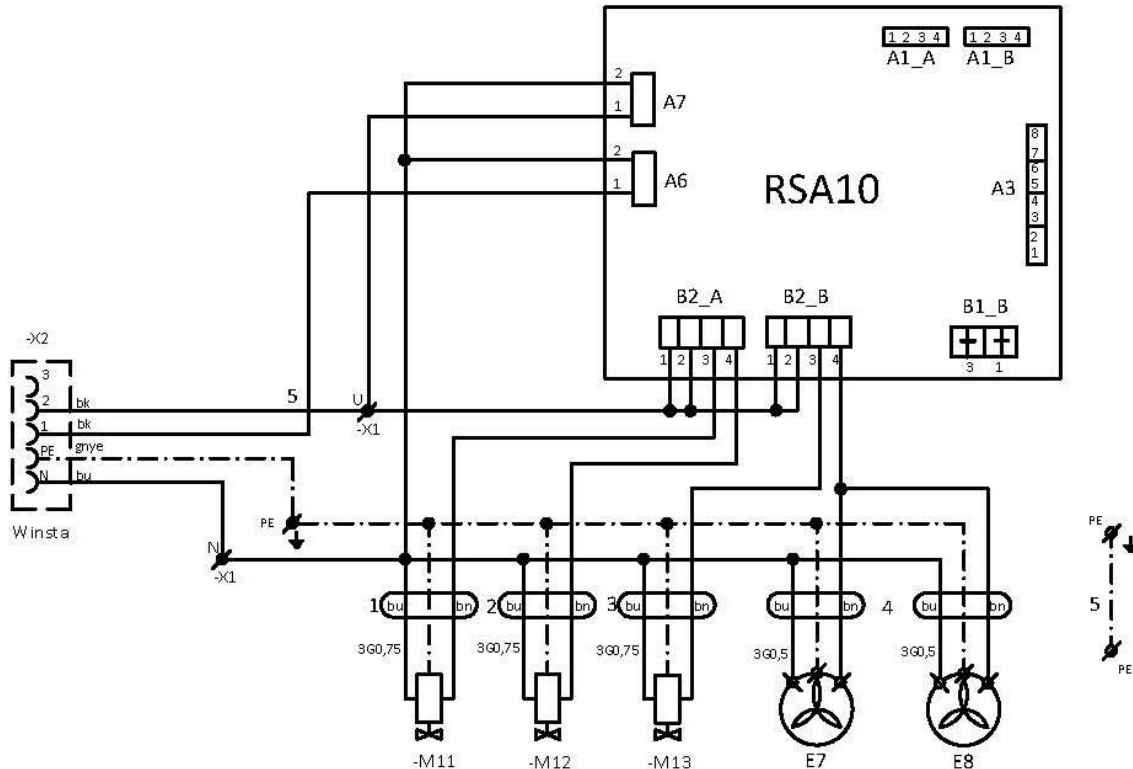 1 2 3 4 1 2 3 4
A1_A A1_B
2
1 A7
2
1 A6
RSA10
8
7
6
5
4
3
2
1
A3
B2_A B2_B B1_B
1 2 3 4 1 2 3 4 3 1
-X2
3
2 bk 5 U
-X1
1 bk
PE gnye
N bu
Winsta
PE
N
-X1
PE
1 bu bn 2 bu bn 3 bu bn bu bn 4 bu bn 5
3G0,75 3G0,75 3G0,75 3G0,5 3G0,5
PE
-M11 -M12 -M13 E7 E8